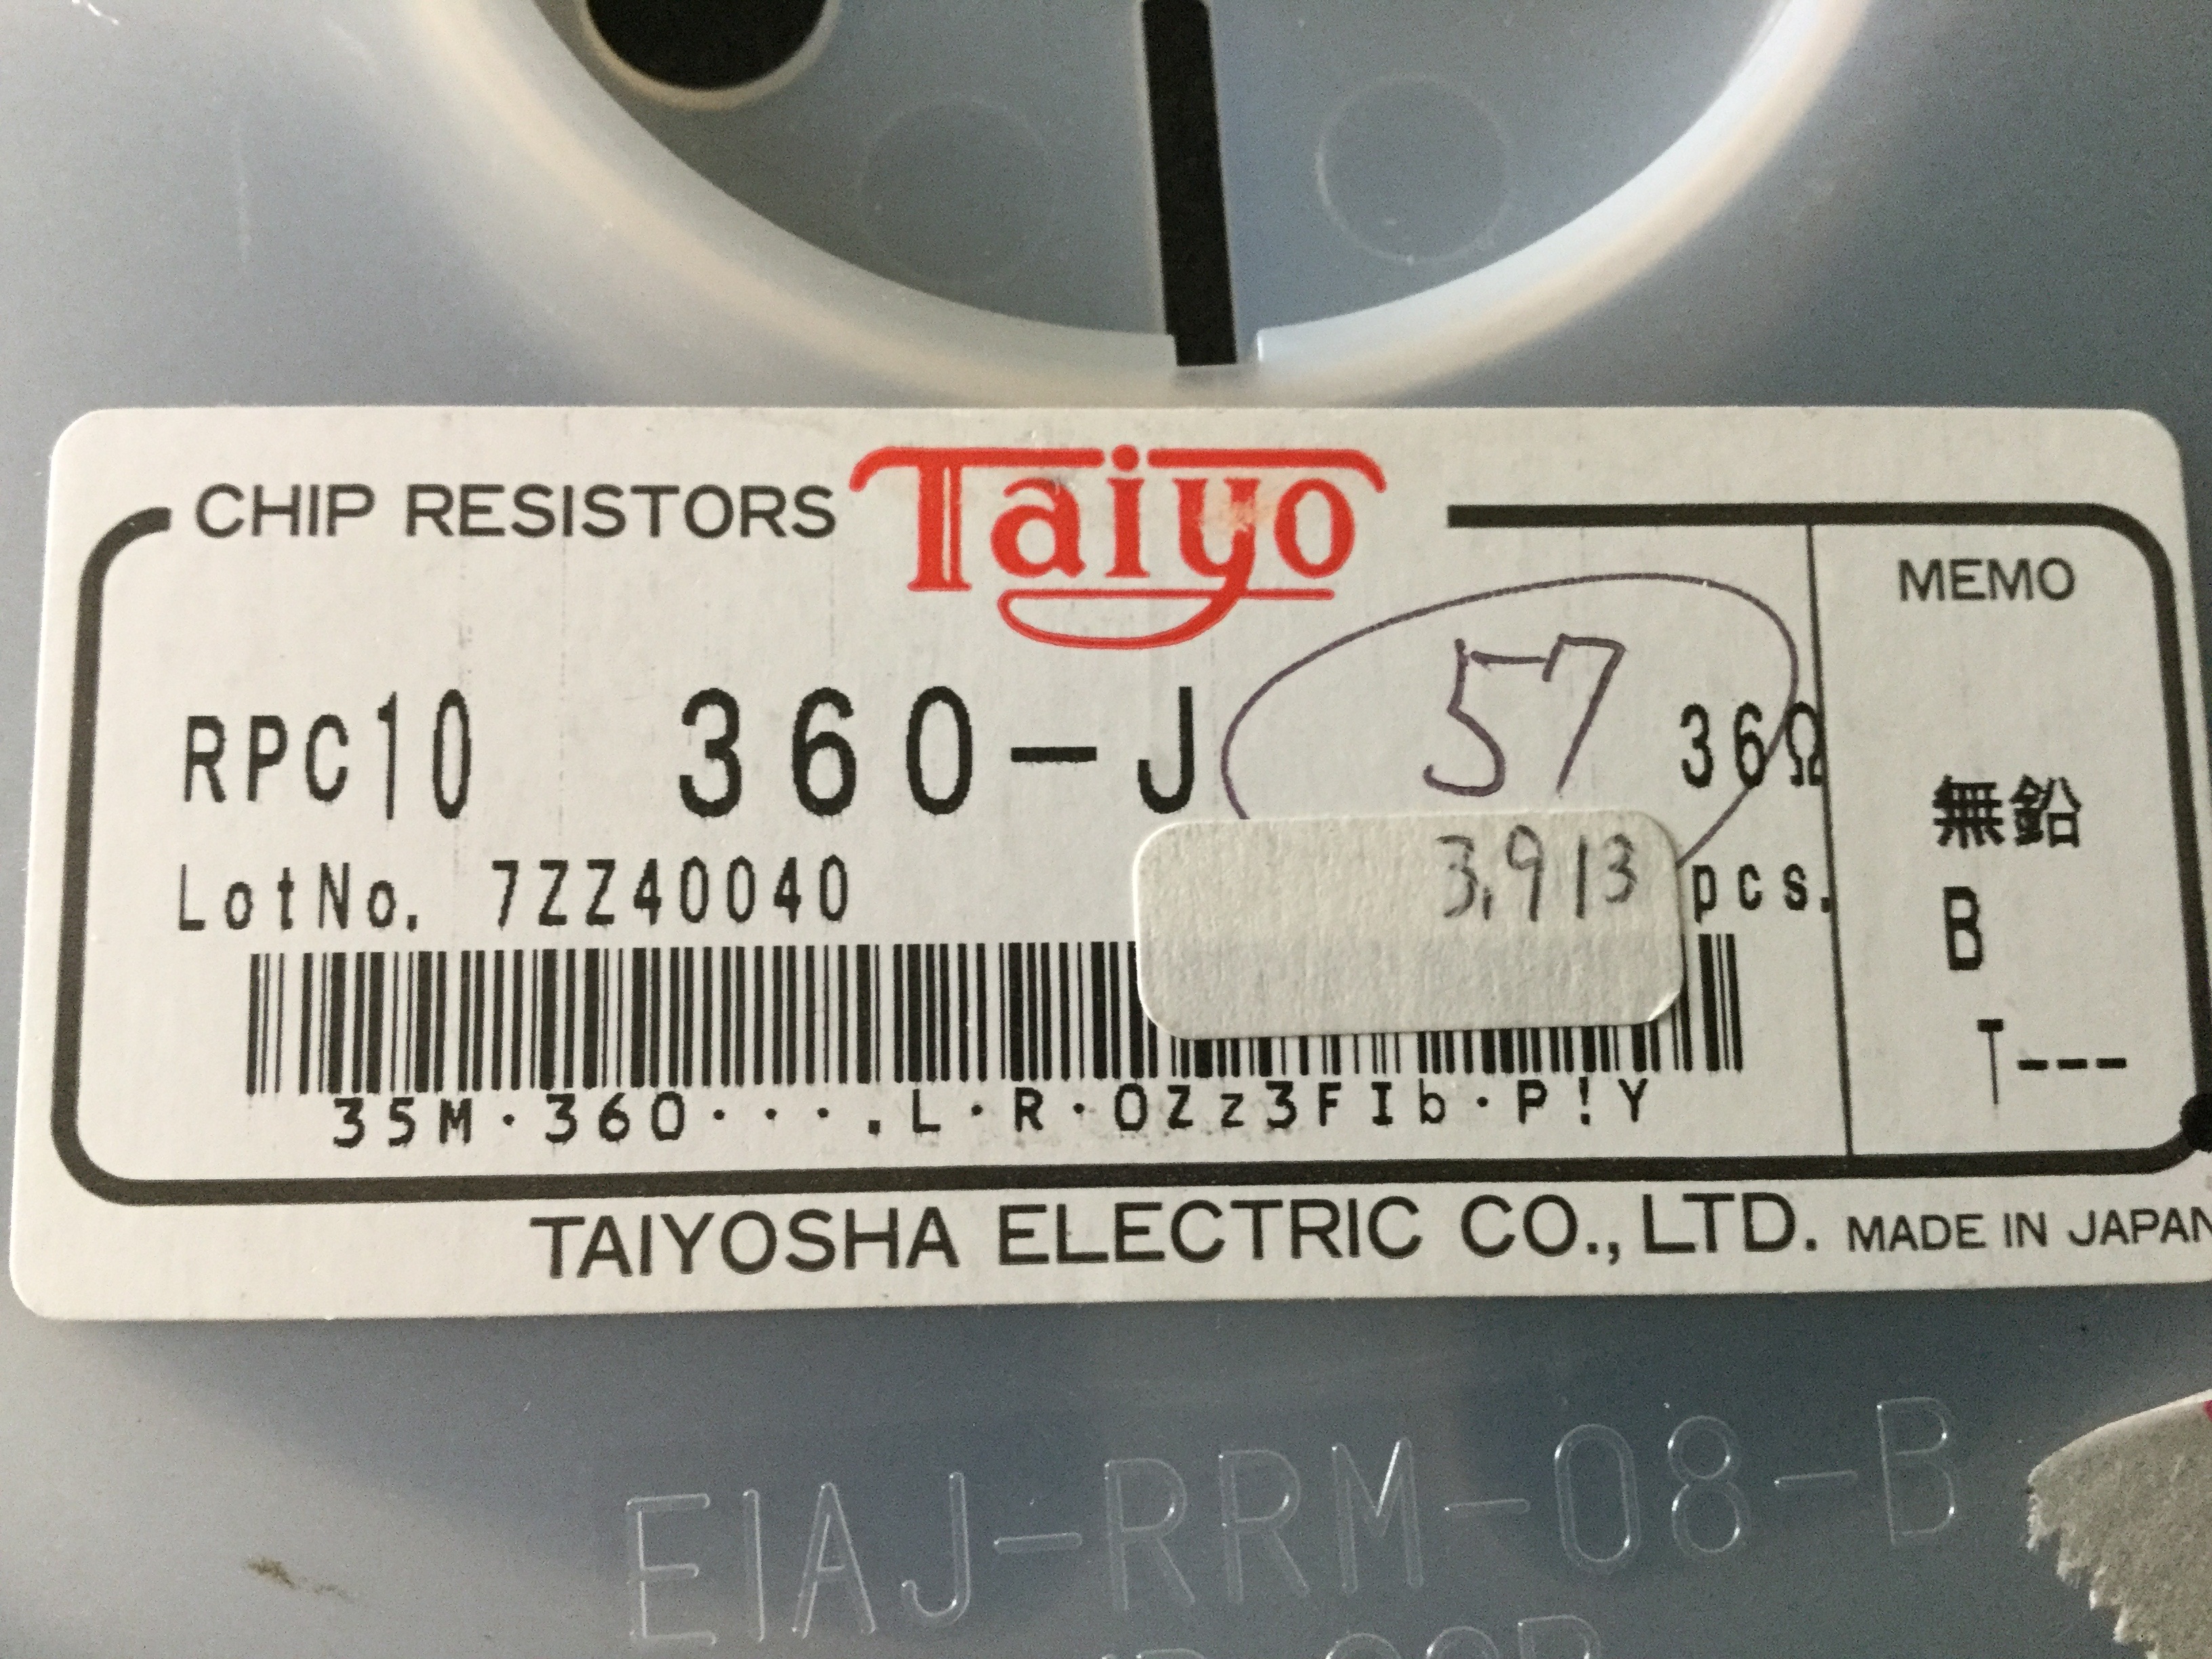 CHIP RESISTORS Taiyo
MEMO
57
RPC10 360-J 36Ω
無鉛
3,913
LotNo. 7ZZ40040 pcs.
B
T---
35M·360···.L·R·0Zz3FIb·P!Y
TAIYOSHA ELECTRIC CO., LTD. MADE IN JAPAN
EIAJ-RRM-08-B